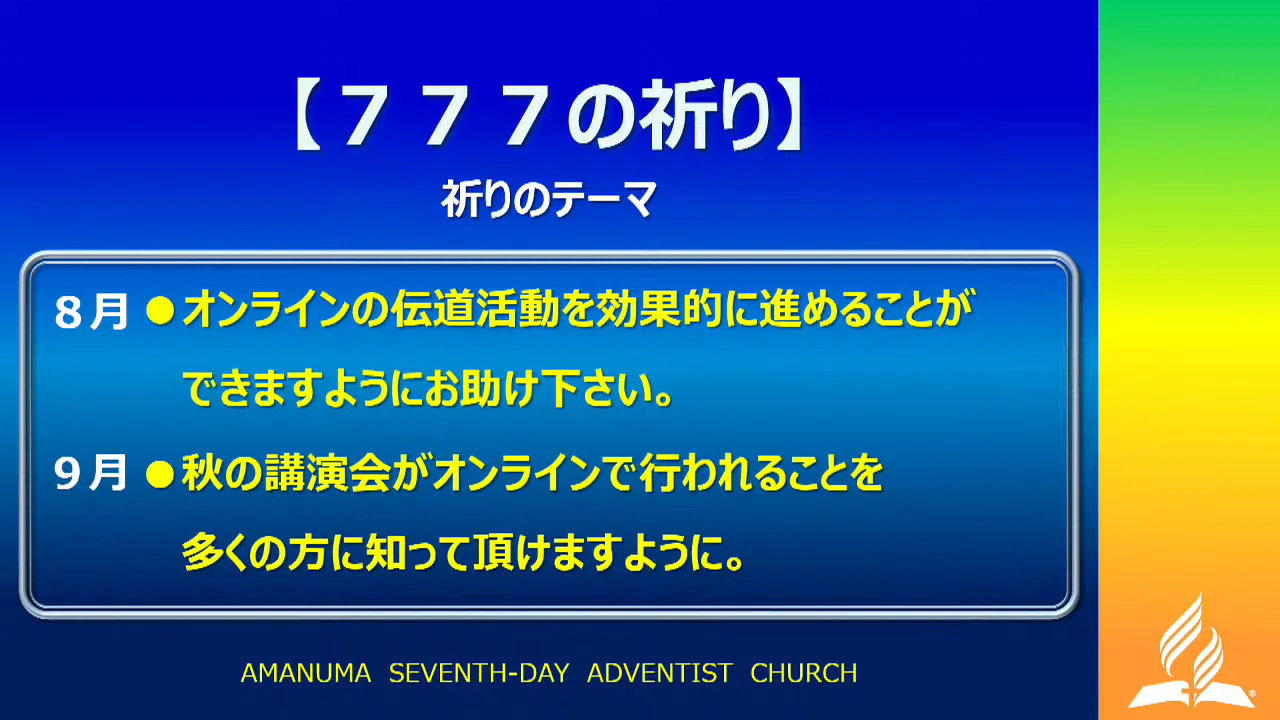 【７７７の祈り】
祈りのテーマ
８月 ●オンラインの伝道活動を効果的に進めることが
できますようにお助け下さい。
９月 ●秋の講演会がオンラインで行われることを
多くの方に知って頂けますように。
AMANUMA SEVENTH-DAY ADVENTIST CHURCH
®